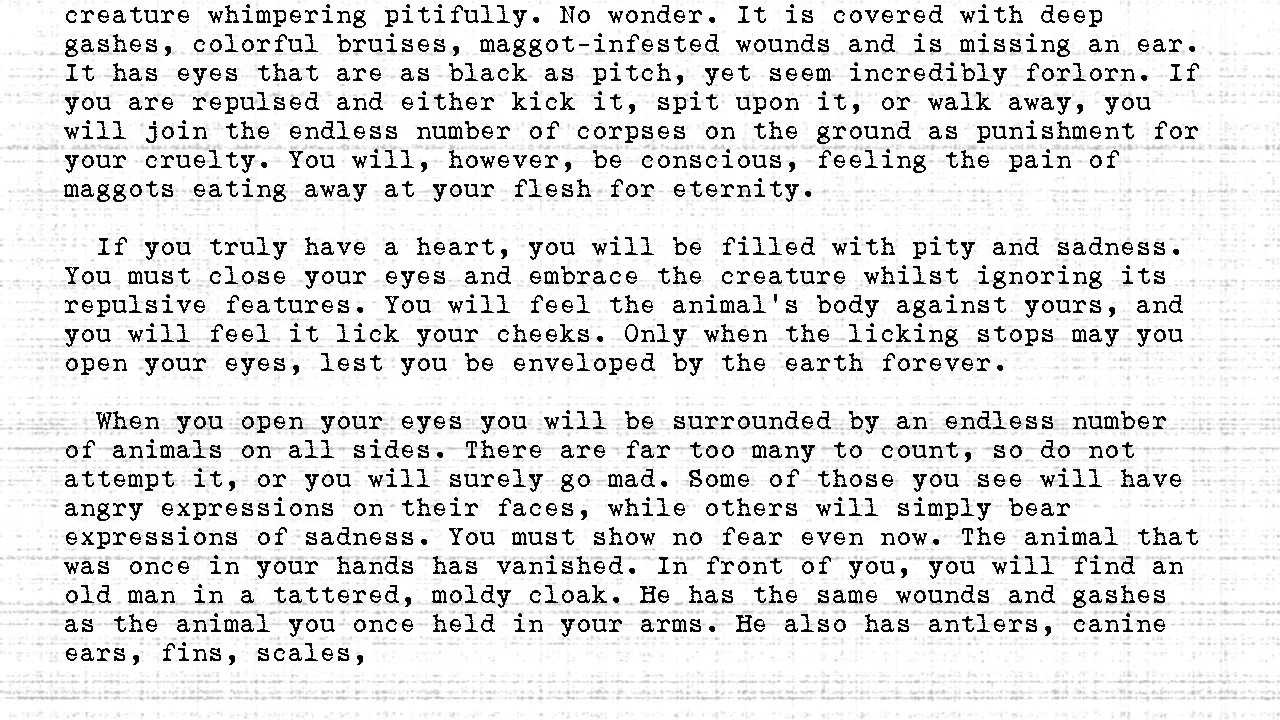 creature whimpering pitifully. No wonder. It is covered with deep
gashes, colorful bruises, maggot-infested wounds and is missing an ear.
It has eyes that are as black as pitch, yet seem incredibly forlorn. If
you are repulsed and either kick it, spit upon it, or walk away, you
will join the endless number of corpses on the ground as punishment for
your cruelty. You will, however, be conscious, feeling the pain of
maggots eating away at your flesh for eternity.
If you truly have a heart, you will be filled with pity and sadness.
You must close your eyes and embrace the creature whilst ignoring its
repulsive features. You will feel the animal's body against yours, and
you will feel it lick your cheeks. Only when the licking stops may you
open your eyes, lest you be enveloped by the earth forever.
When you open your eyes you will be surrounded by an endless number
of animals on all sides. There are far too many to count, so do not
attempt it, or you will surely go mad. Some of those you see will have
angry expressions on their faces, while others will simply bear
expressions of sadness. You must show no fear even now. The animal that
was once in your hands has vanished. In front of you, you will find an
old man in a tattered, moldy cloak. He has the same wounds and gashes
as the animal you once held in your arms. He also has antlers, canine
ears, fins, scales,